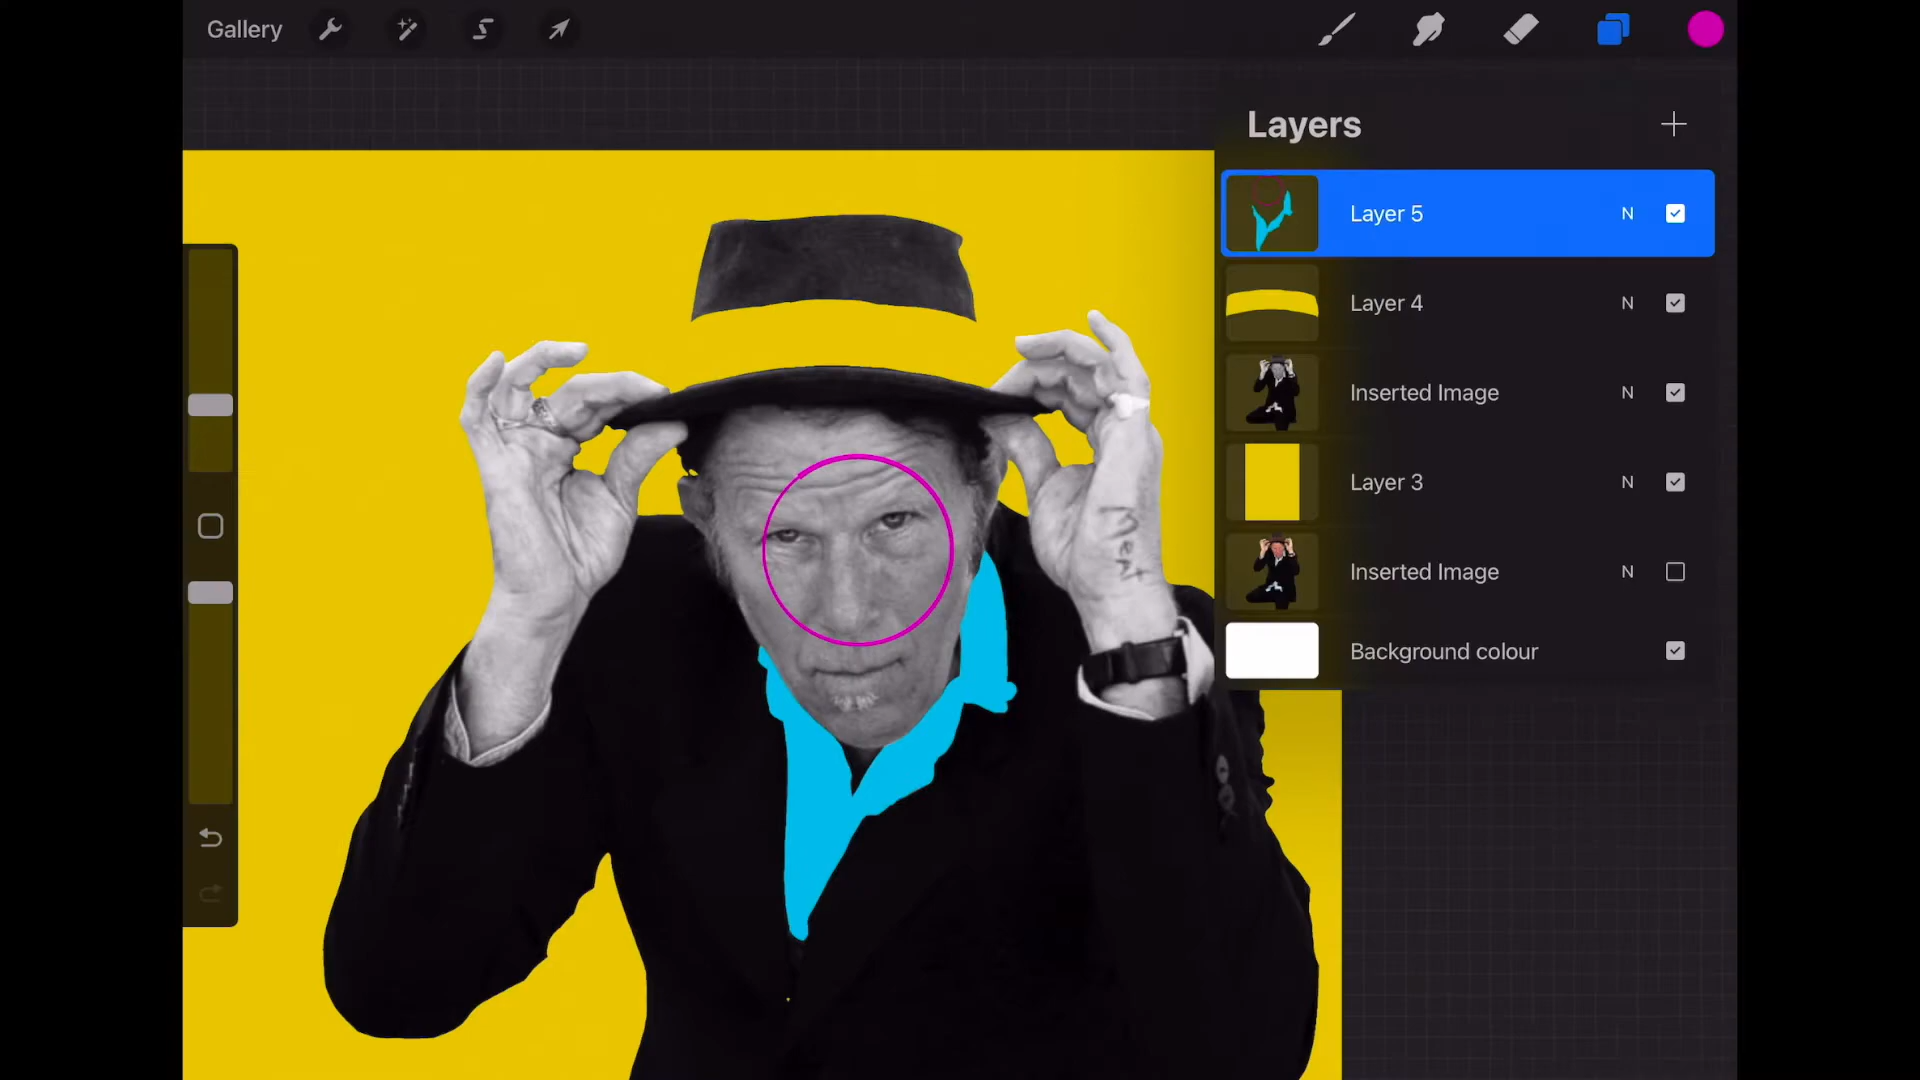 Gallery
Layers
Layer 5 N
Layer 4 N
Inserted Image N
Layer 3 N
Inserted Image N
Background colour